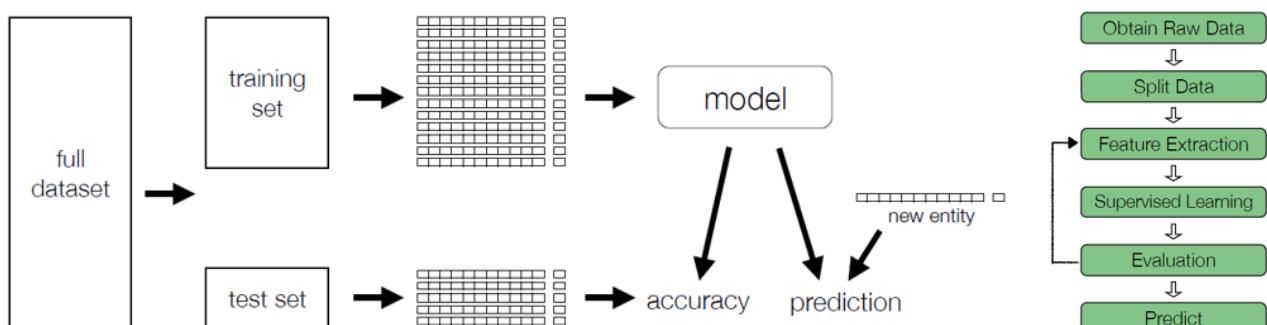 full
dataset
training
set
test set
model
accuracy
prediction
new entity
Obtain Raw Data
Split Data
Feature Extraction
Supervised Learning
Evaluation
Predict